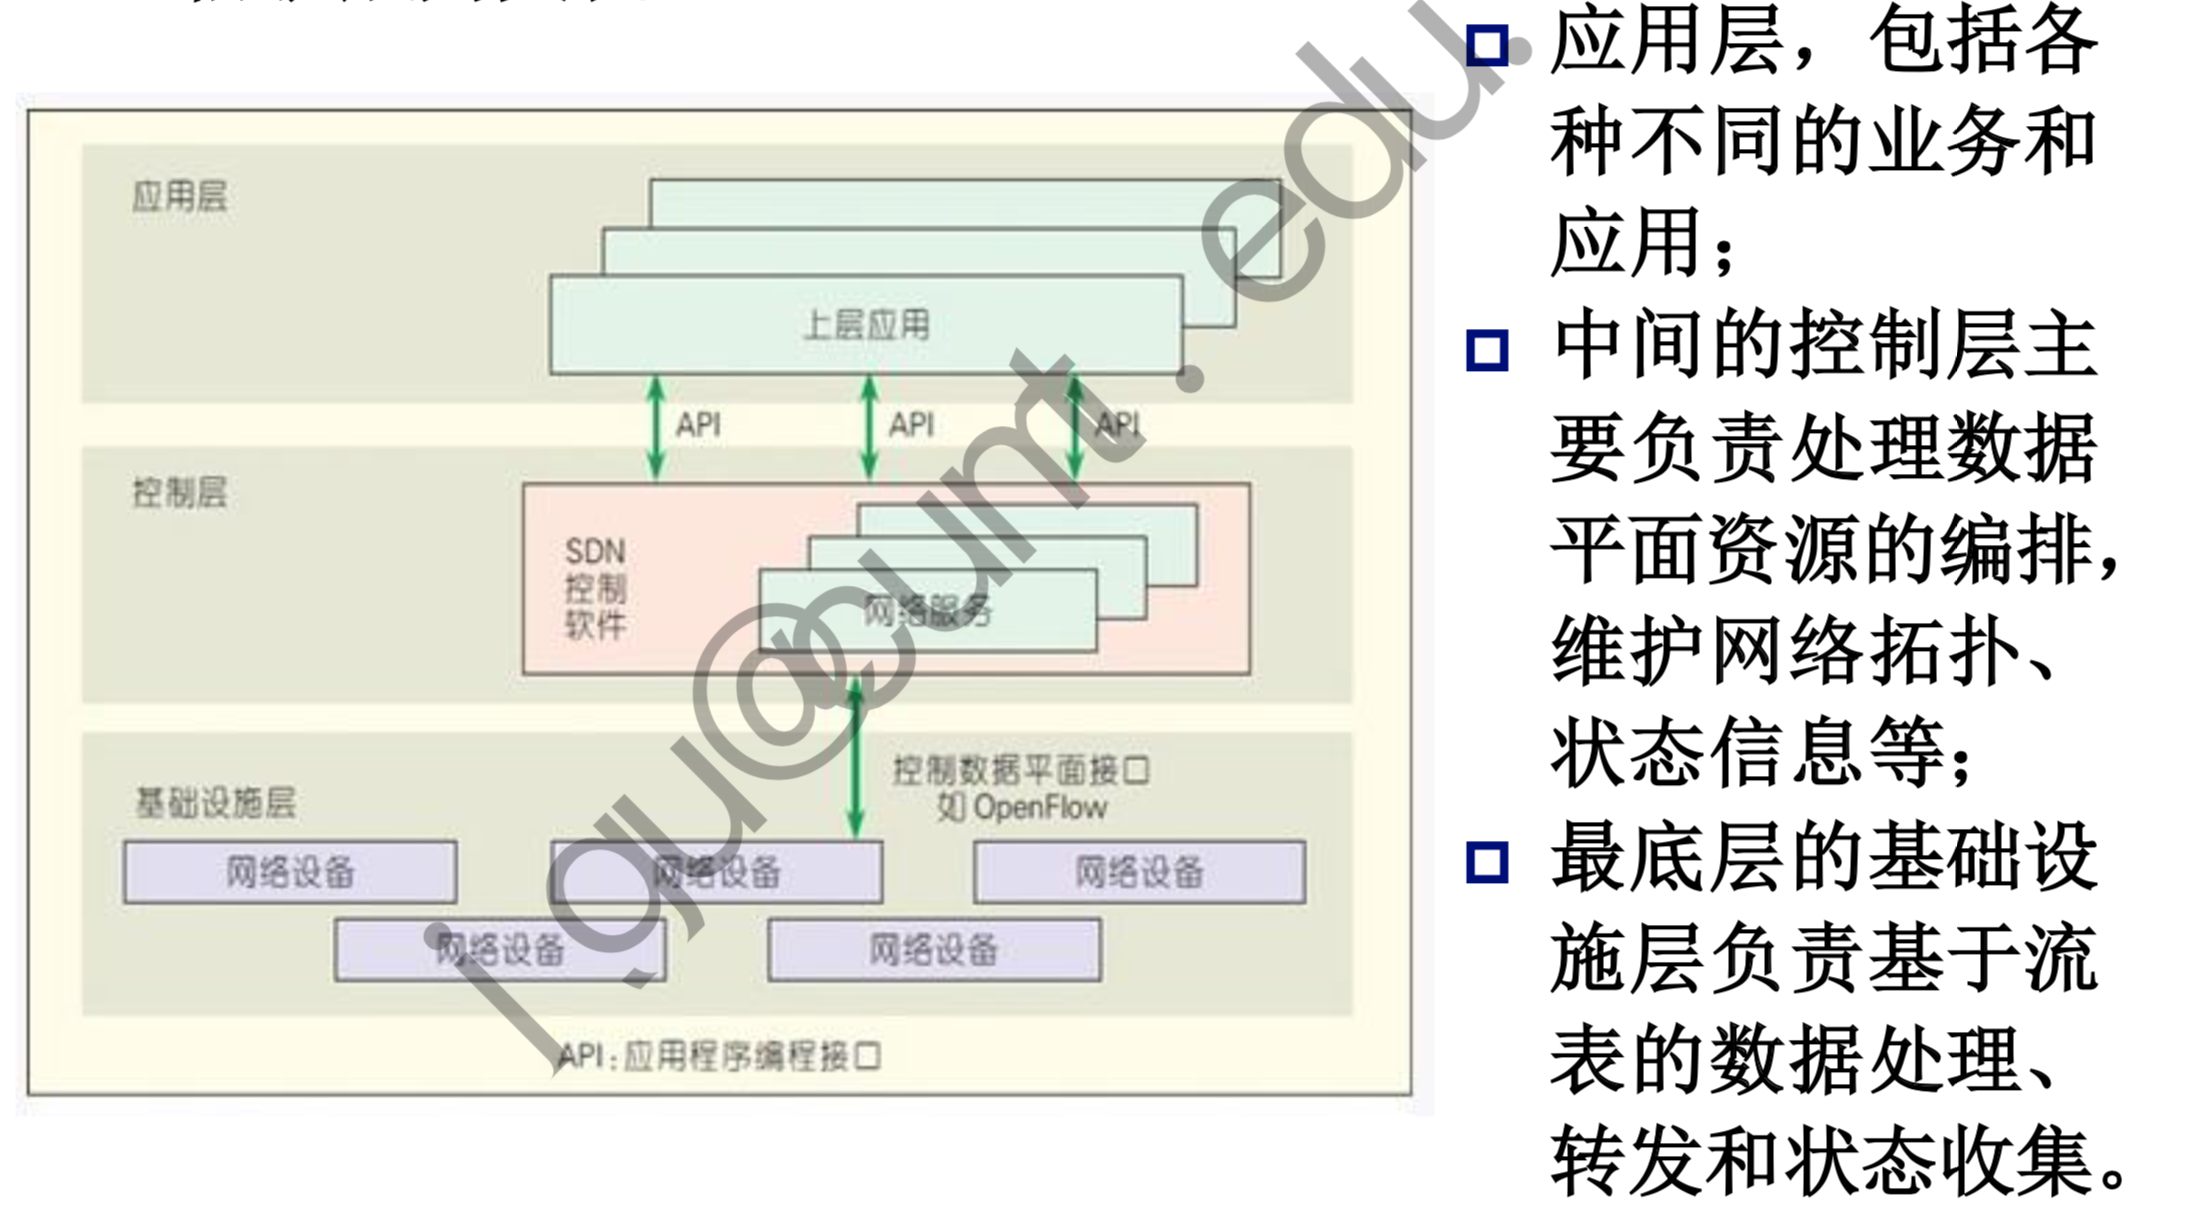 应用层
上层应用
API
API
API
控制层
SDN
控制
软件
网络服务
控制数据平面接口
如 OpenFlow
基础设施层
网络设备
网络设备
网络设备
网络设备
网络设备
API:应用程序编程接口
应用层，包括各
种不同的业务和
应用；
中间的控制层主
要负责处理数据
平面资源的编排，
维护网络拓扑、
状态信息等；
最底层的基础设
施层负责基于流
表的数据处理、
转发和状态收集。